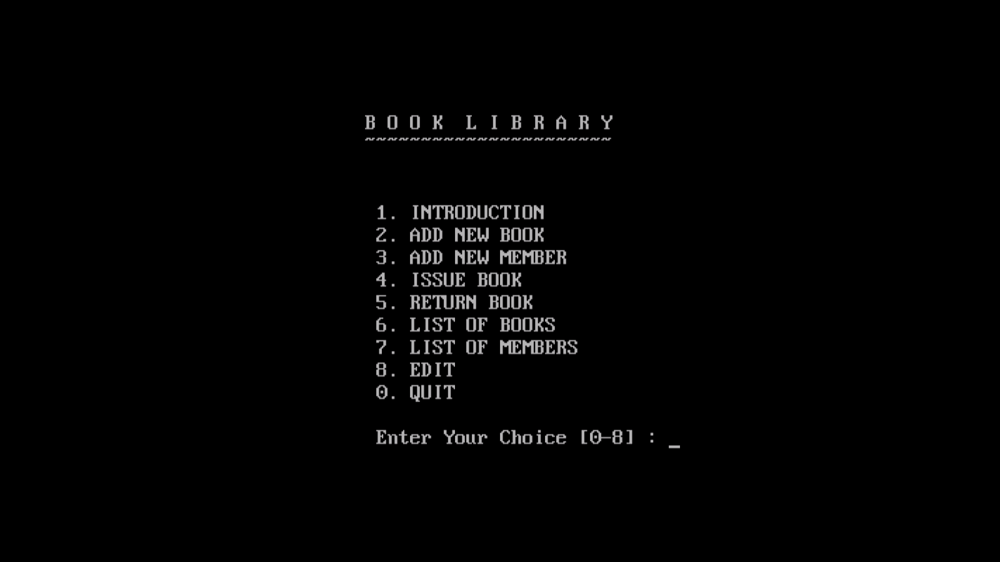 B O O K  L I B R A R Y
~~~~~~~~~~~~~~~~~~~~~~
1. INTRODUCTION
2. ADD NEW BOOK
3. ADD NEW MEMBER
4. ISSUE BOOK
5. RETURN BOOK
6. LIST OF BOOKS
7. LIST OF MEMBERS
8. EDIT
0. QUIT
Enter Your Choice [0-8] : _